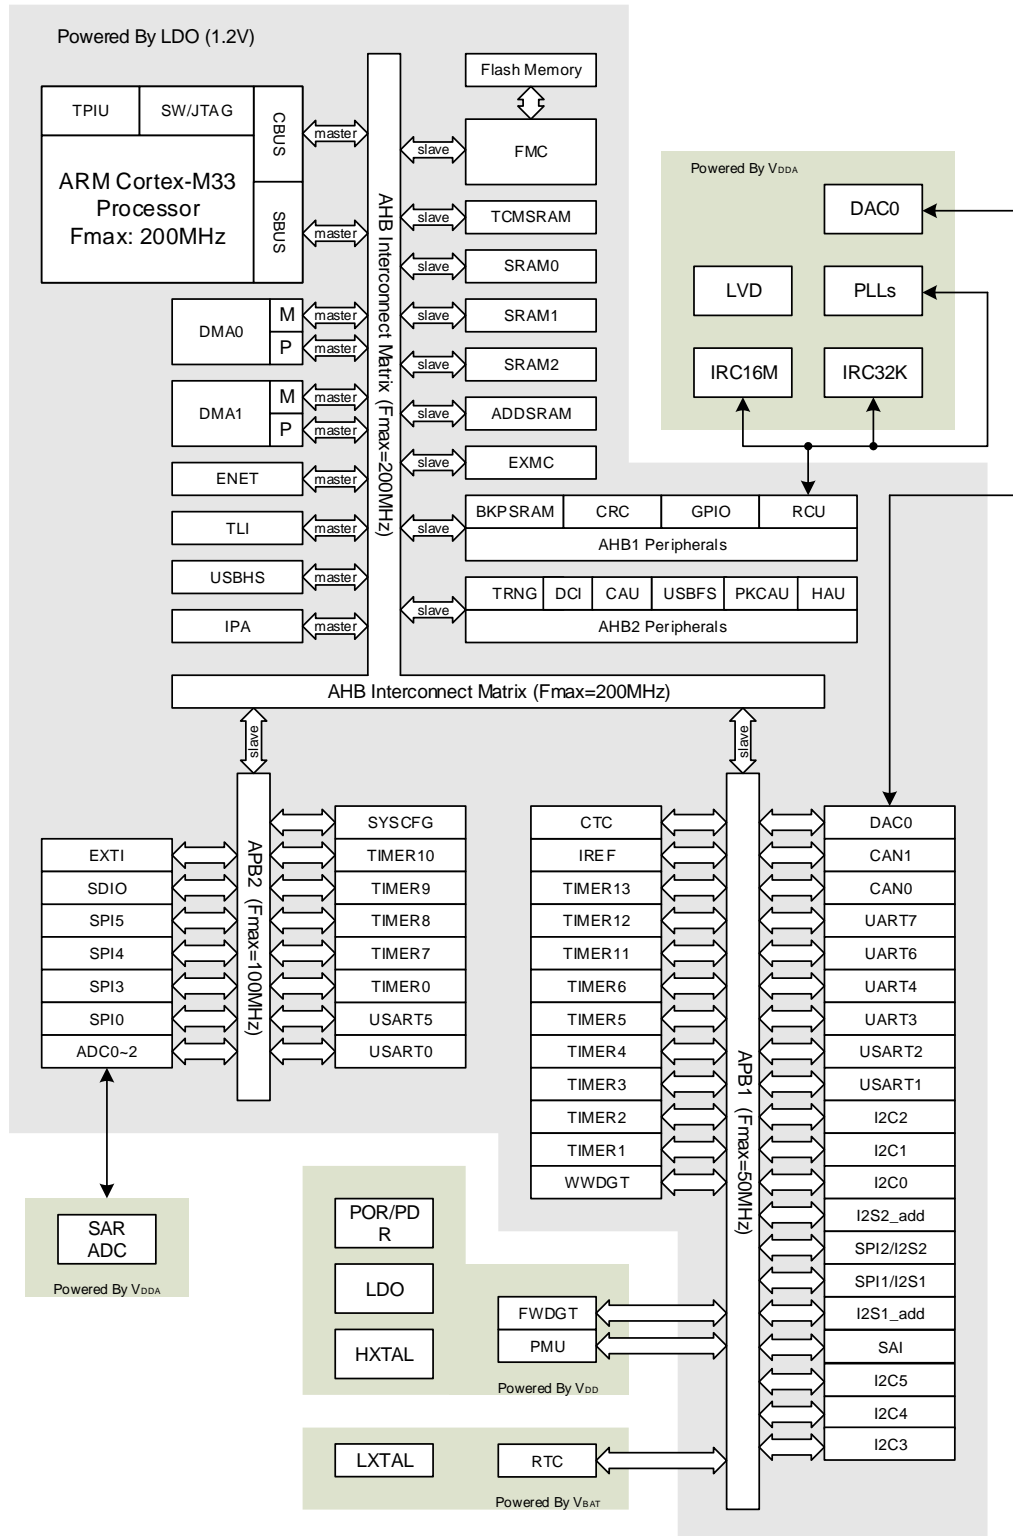 Powered By LDO (1.2V)
TPIU
SW/JTAG
CBUS
SBUS
ARM Cortex-M33
Processor
Fmax: 200MHz
master
master
DMA0
M
P
master
master
DMA1
M
P
master
master
ENET
master
TLI
master
USBHS
master
IPA
master
AHB Interconnect Matrix (Fmax=200MHz)
Flash Memory
slave
FMC
slave
TCMSRAM
slave
SRAM0
slave
SRAM1
slave
SRAM2
slave
ADDSRAM
slave
EXMC
slave
BKPSRAM
CRC
GPIO
RCU
AHB1 Peripherals
slave
TRNG
DCI
CAU
USBFS
PKCAU
HAU
AHB2 Peripherals
Powered By VDDA
DAC0
LVD
PLLs
IRC16M
IRC32K
AHB Interconnect Matrix (Fmax=200MHz)
slave
slave
APB2 (Fmax=100MHz)
EXTI
SDIO
SPI5
SPI4
SPI3
SPI0
ADC0~2
SYSCFG
TIMER10
TIMER9
TIMER8
TIMER7
TIMER0
USART5
USART0
SAR
ADC
Powered By VDDA
APB1 (Fmax=50MHz)
CTC
IREF
TIMER13
TIMER12
TIMER11
TIMER6
TIMER5
TIMER4
TIMER3
TIMER2
TIMER1
WWDGT
DAC0
CAN1
CAN0
UART7
UART6
UART4
UART3
USART2
USART1
I2C2
I2C1
I2C0
I2S2_add
SPI2/I2S2
SPI1/I2S1
I2S1_add
SAI
I2C5
I2C4
I2C3
POR/PD
R
LDO
HXTAL
FWDGT
PMU
Powered By VDD
LXTAL
RTC
Powered By VBAT